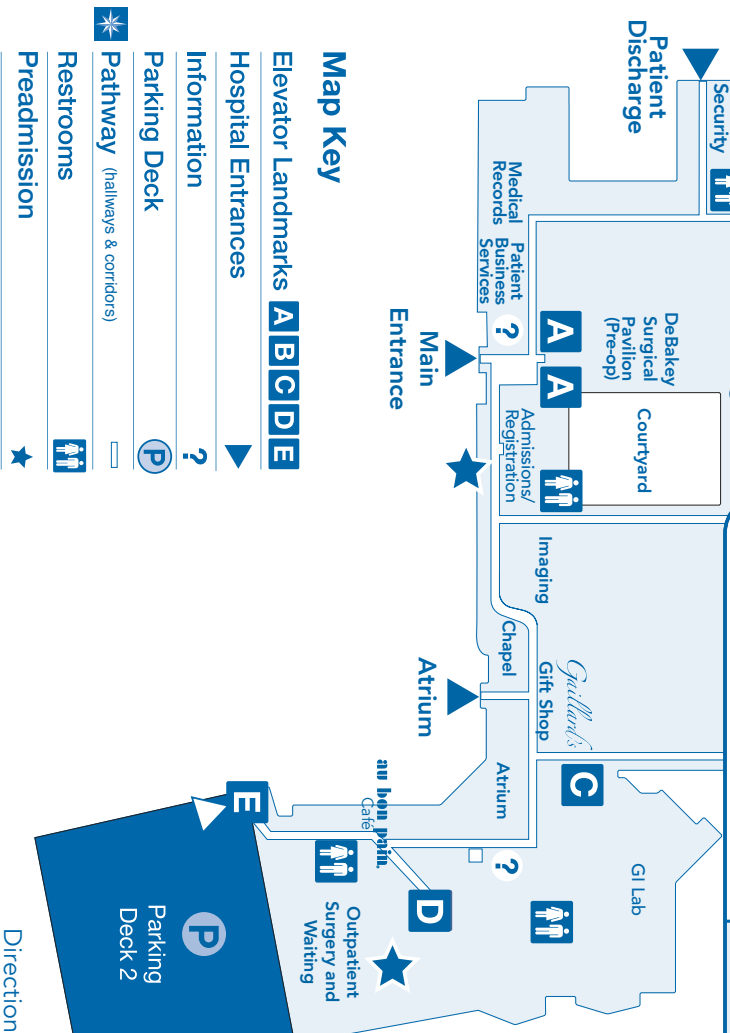 Patient
Discharge
Security
Medical
Records
Patient
Business
Services
?
A
A
DeBakey
Surgical
Pavilion
(Pre-op)
Courtyard
Main
Entrance
Admissions/
Registration
Imaging
Chapel
Gaillard's
Gift Shop
Atrium
Atrium
C
au bon pain.
Café
E
?
D
GI Lab
Outpatient
Surgery and
Waiting
P
Parking
Deck 2
Map Key
Elevator Landmarks A B C D E
Hospital Entrances
Information ?
Parking Deck P
Pathway (hallways & corridors)
Restrooms
Preadmission
Direction